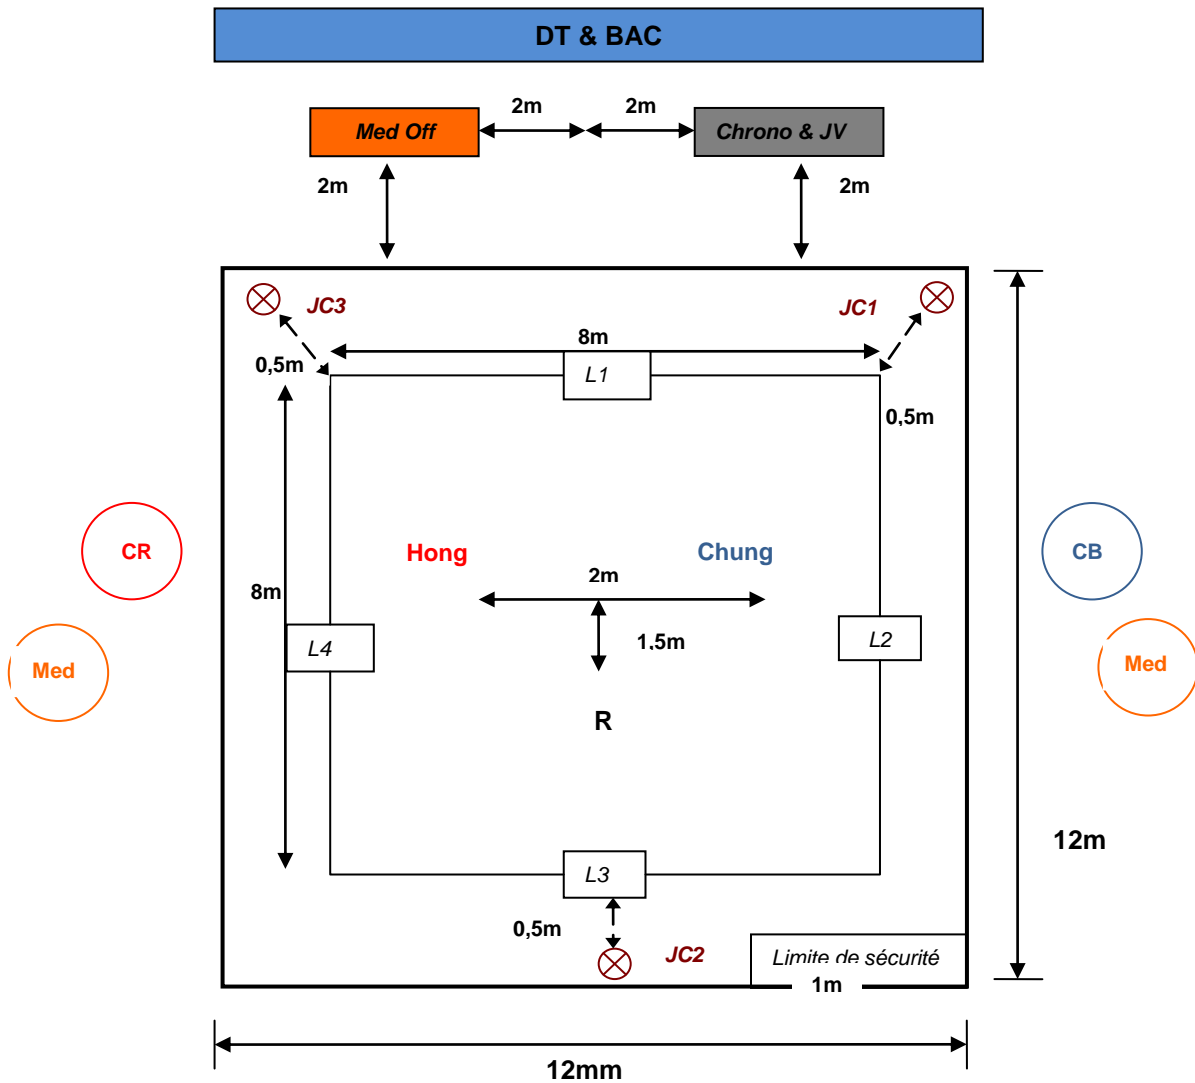 DT & BAC
2m 2m
Med Off Chrono & JV
2m 2m
JC3 JC1
8m
0,5m L1
0,5m
CR Hong Chung CB
2m
8m
1,5m L2
L4
Med Med
R
12m
L3
0,5m
JC2 Limite de sécurité
1m
12mm